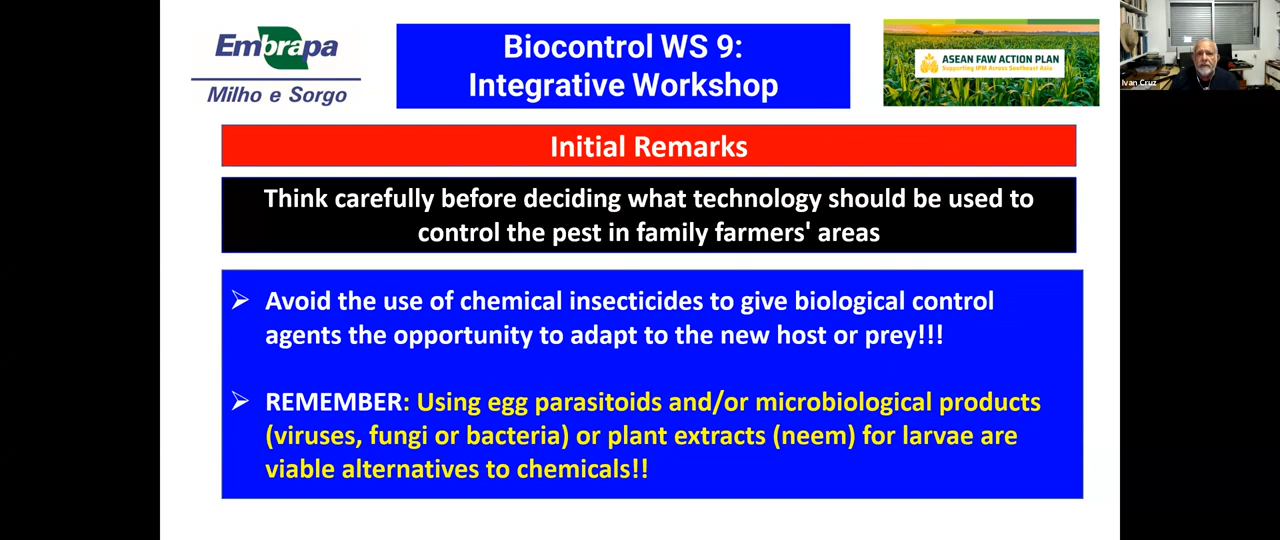 Embrapa
Milho e Sorgo
Biocontrol WS 9:
Integrative Workshop
ASEAN FAW ACTION PLAN
Supporting IPM Across Southeast Asia
Ivan Cruz
Initial Remarks
Think carefully before deciding what technology should be used to
control the pest in family farmers' areas
➢ Avoid the use of chemical insecticides to give biological control
agents the opportunity to adapt to the new host or prey!!!
➢ REMEMBER: Using egg parasitoids and/or microbiological products
(viruses, fungi or bacteria) or plant extracts (neem) for larvae are
viable alternatives to chemicals!!